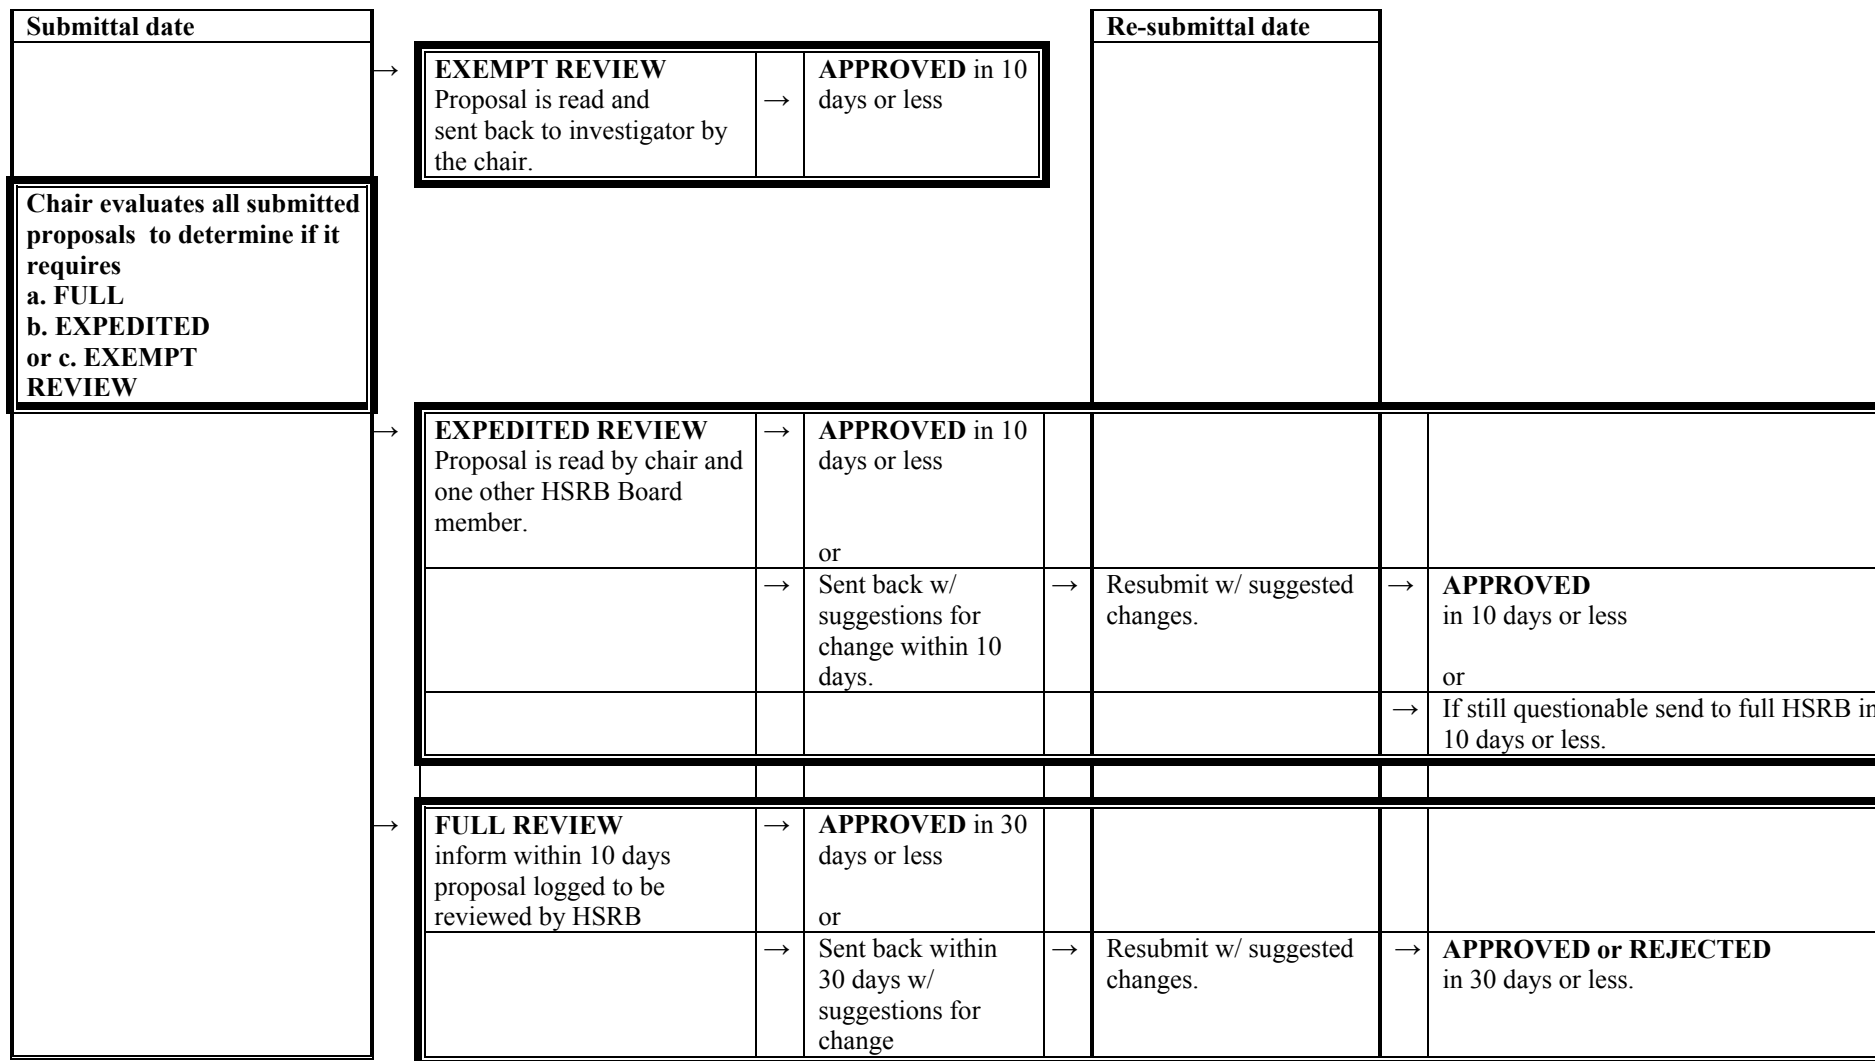 Submittal date
Re-submittal date
→
EXEMPT REVIEW
Proposal is read and
sent back to investigator by
the chair.
→
APPROVED in 10
days or less
Chair evaluates all submitted
proposals to determine if it
requires
a. FULL
b. EXPEDITED
or c. EXEMPT
REVIEW
→
EXPEDITED REVIEW
Proposal is read by chair and
one other HSRB Board
member.
→
APPROVED in 10
days or less
or
→
Sent back w/
suggestions for
change within 10
days.
→
Resubmit w/ suggested
changes.
→
APPROVED
in 10 days or less
or
→
If still questionable send to full HSRB in
10 days or less.
→
FULL REVIEW
inform within 10 days
proposal logged to be
reviewed by HSRB
→
APPROVED in 30
days or less
or
→
Sent back within
30 days w/
suggestions for
change
→
Resubmit w/ suggested
changes.
→
APPROVED or REJECTED
in 30 days or less.